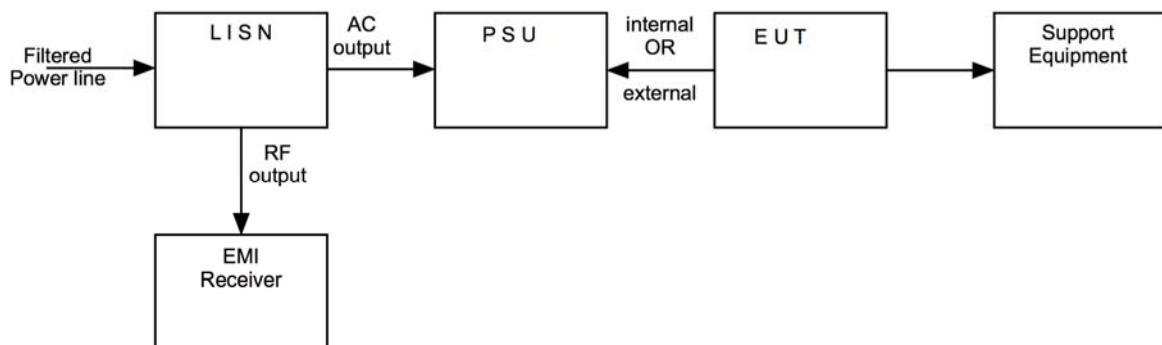 Filtered
Power line
L I S N
AC
output
P S U
internal
OR
external
E U T
Support
Equipment
RF
output
EMI
Receiver